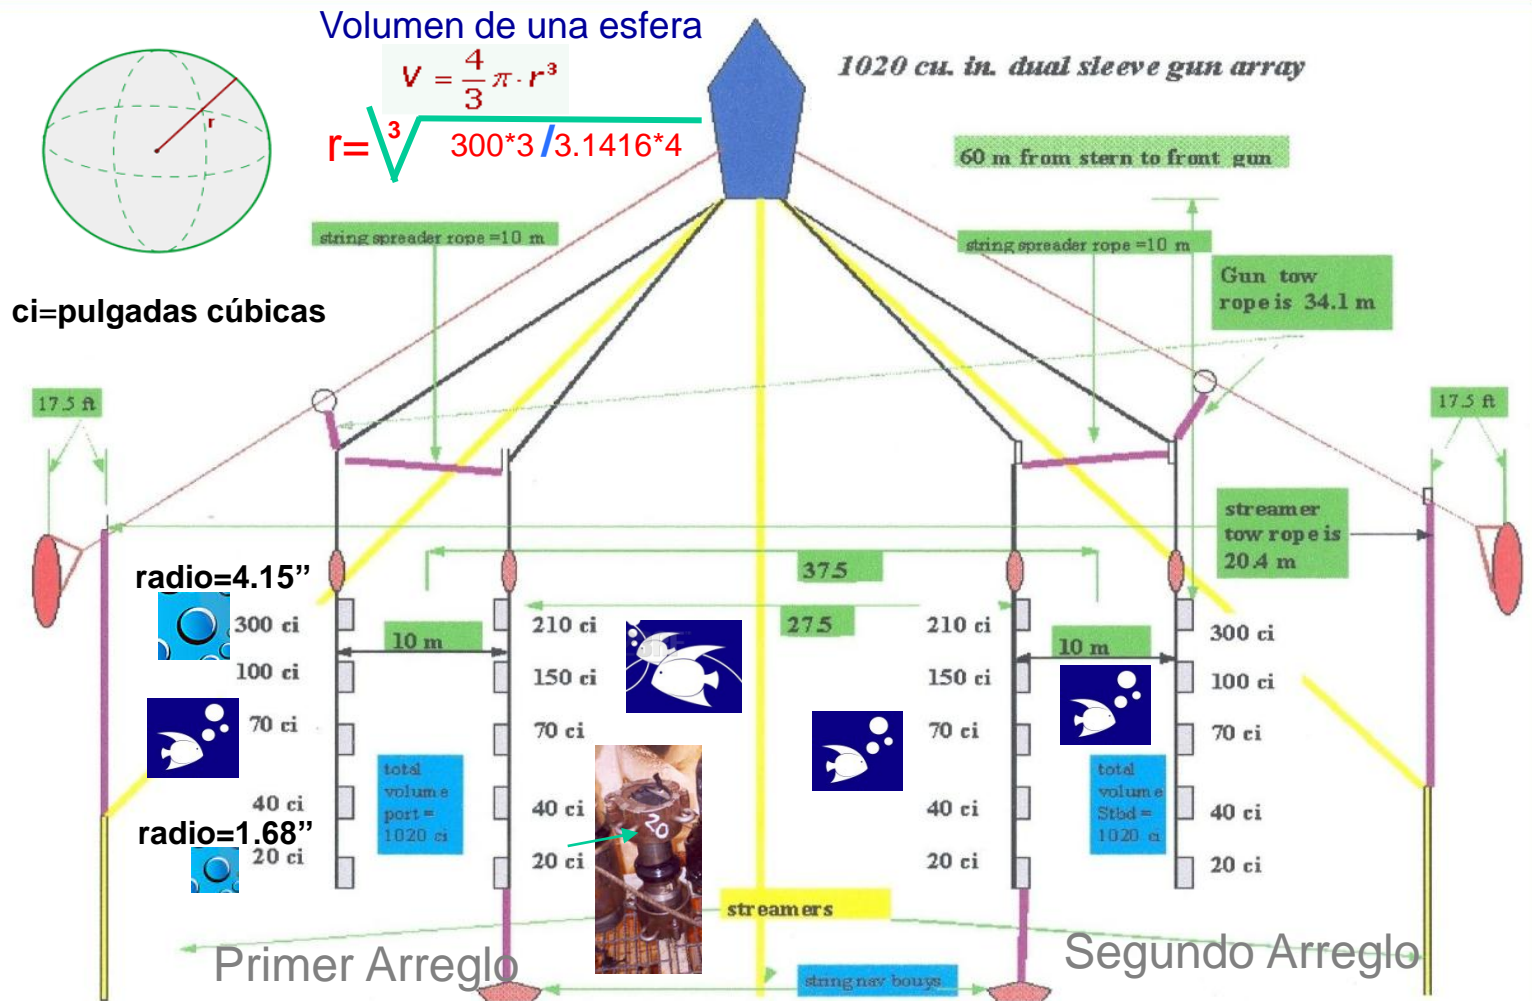 Volumen de una esfera
V = 4/3 π · r³
r= ³√ 300*3 /3.1416*4
r
1020 cu. in. dual sleeve gun array
60 m from stern to front gun
string spreader rope =10 m
string spreader rope =10 m
Gun tow
rope is 34.1 m
ci=pulgadas cúbicas
17.5 ft
17.5 ft
streamer
tow rope is
20.4 m
radio=4.15”
37.5
27.5
300 ci
10 m
210 ci
210 ci
10 m
300 ci
100 ci
150 ci
150 ci
100 ci
70 ci
70 ci
70 ci
70 ci
total
volume
port =
1020 ci
total
volume
Stbd =
1020 ci
40 ci
40 ci
40 ci
40 ci
radio=1.68”
20 ci
20 ci
20 ci
20 ci
20
streamers
Primer Arreglo
Segundo Arreglo
string nav bouys